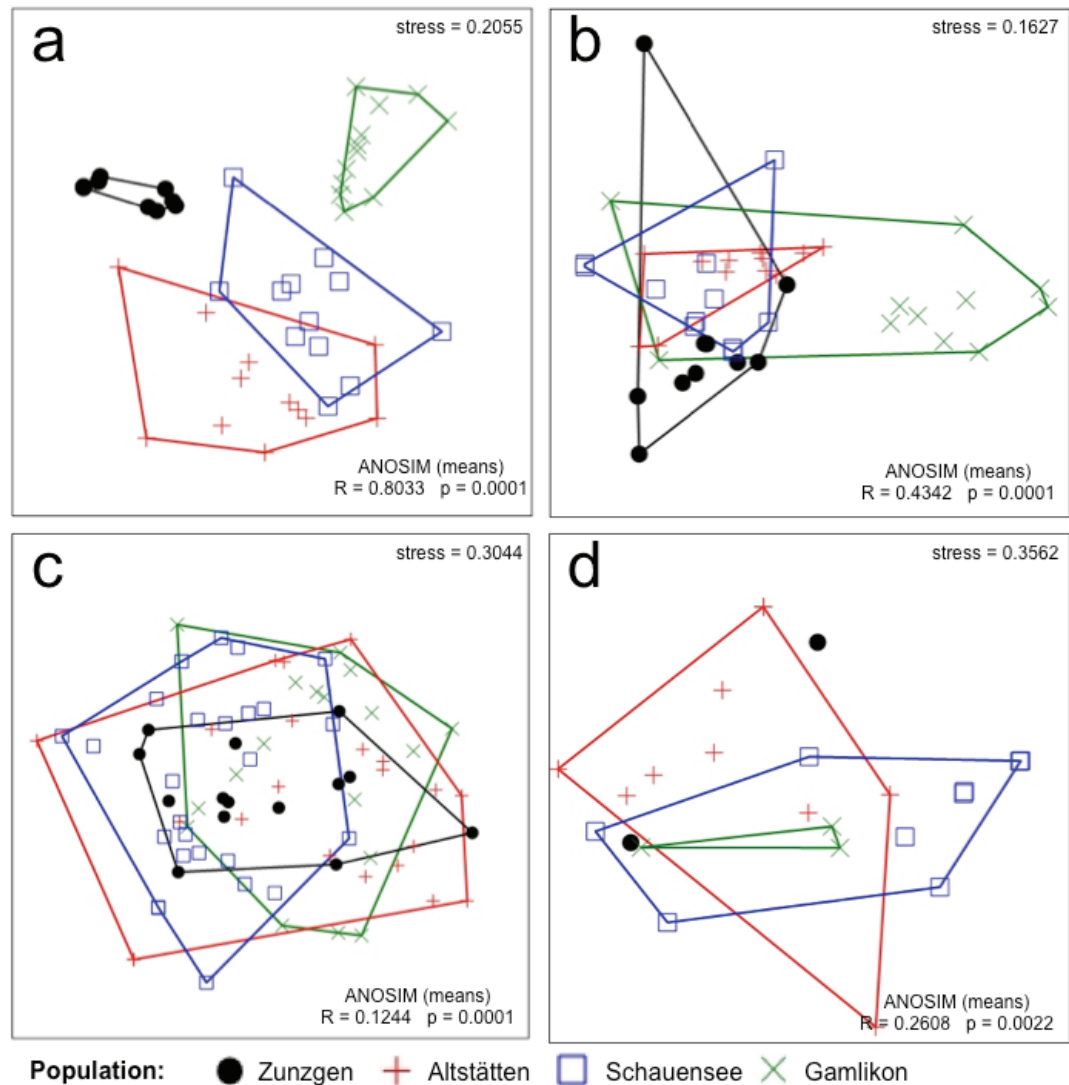 a
stress = 0.2055
ANOSIM (means)
R = 0.8033 p = 0.0001
b
stress = 0.1627
ANOSIM (means)
R = 0.4342 p = 0.0001
c
stress = 0.3044
ANOSIM (means)
R = 0.1244 p = 0.0001
d
stress = 0.3562
ANOSIM (means)
R = 0.2608 p = 0.0022
Population: Zunzgen Altstätten Schauensee Gamlikon